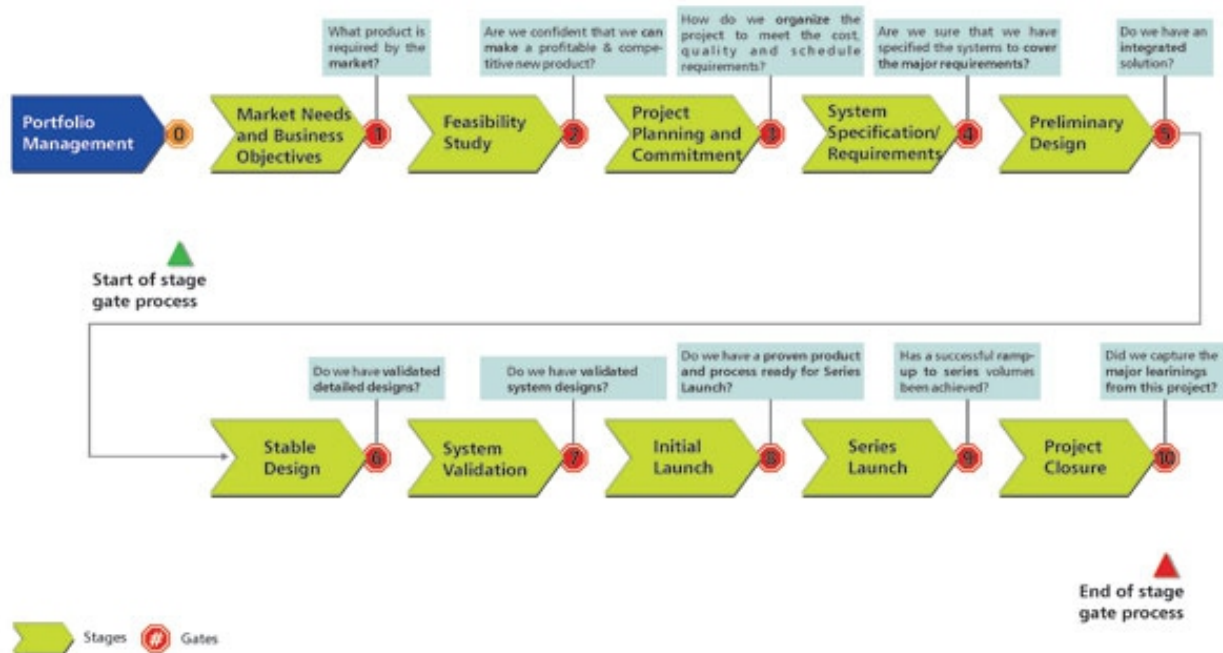 What product is
required by the
market?
Are we confident that we can
make a profitable & compe-
titive new product?
How do we organize the
project to meet the cost,
quality and schedule
requirements?
Are we sure that we have
specified the systems to cover
the major requirements?
Do we have an
integrated
solution?
Portfolio
Management
0
Market Needs
and Business
Objectives
1
Feasibility
Study
2
Project
Planning and
Commitment
3
System
Specification/
Requirements
4
Preliminary
Design
5
Start of stage
gate process
Do we have validated
detailed designs?
Do we have validated
system designs?
Do we have a proven product
and process ready for Series
Launch?
Has a successful ramp-
up to series volumes
been achieved?
Did we capture the
major learinings
from this project?
Stable
Design
6
System
Validation
7
Initial
Launch
8
Series
Launch
9
Project
Closure
10
End of stage
gate process
Stages
#
Gates